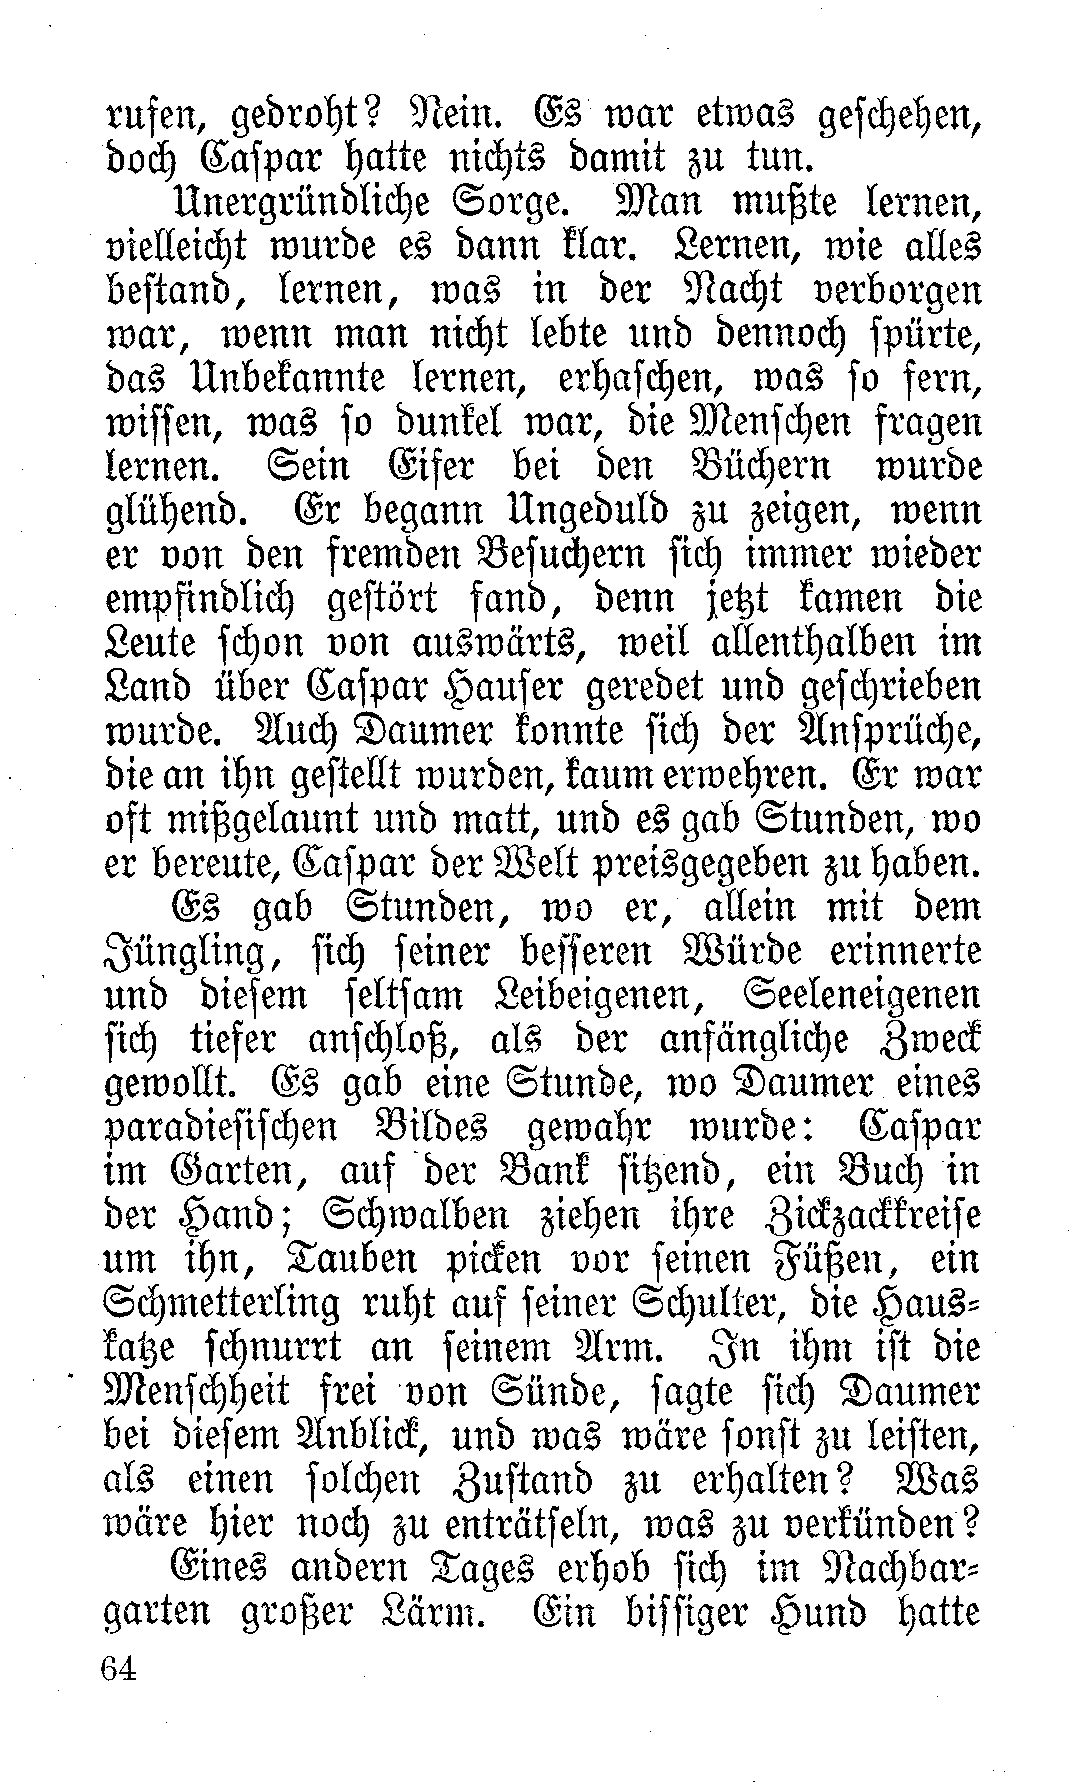 rufen, gedroht? Nein. Es war etwas geschehen,
doch Caspar hatte nichts damit zu tun.
Unergründliche Sorge. Man mußte lernen,
vielleicht wurde es dann klar. Lernen, wie alles
bestand, lernen, was in der Nacht verborgen
war, wenn man nicht lebte und dennoch spürte,
das Unbekannte lernen, erhaschen, was so fern,
wissen, was so dunkel war, die Menschen fragen
lernen. Sein Eifer bei den Büchern wurde
glühend. Er begann Ungeduld zu zeigen, wenn
er von den fremden Besuchern sich immer wieder
empfindlich gestört fand, denn jetzt kamen die
Leute schon von auswärts, weil allenthalben im
Land über Caspar Hauser geredet und geschrieben
wurde. Auch Daumer konnte sich der Ansprüche,
die an ihn gestellt wurden, kaum erwehren. Er war
oft mißgelaunt und matt, und es gab Stunden, wo
er bereute, Caspar der Welt preisgegeben zu haben.
Es gab Stunden, wo er, allein mit dem
Jüngling, sich seiner besseren Würde erinnerte
und diesem seltsam Leibeigenen, Seeleneigenen
sich tiefer anschloß, als der anfängliche Zweck
gewollt. Es gab eine Stunde, wo Daumer eines
paradiesischen Bildes gewahr wurde: Caspar
im Garten, auf der Bank sitzend, ein Buch in
der Hand; Schwalben ziehen ihre Zickzackkreise
um ihn, Tauben picken vor seinen Füßen, ein
Schmetterling ruht auf seiner Schulter, die Haus-
katze schnurrt an seinem Arm. In ihm ist die
Menschheit frei von Sünde, sagte sich Daumer
bei diesem Anblick, und was wäre sonst zu leisten,
als einen solchen Zustand zu erhalten? Was
wäre hier noch zu enträtseln, was zu verkünden?
Eines andern Tages erhob sich im Nachbar-
garten großer Lärm. Ein bissiger Hund hatte
64